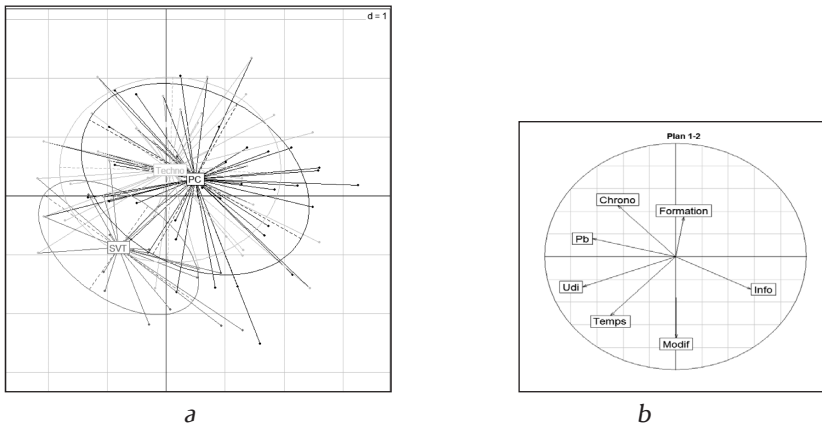 d = 1
Techno
PC
SVT
a
Plan 1-2
Chrono
Formation
Pb
Udi
Info
Temps
Modif
b